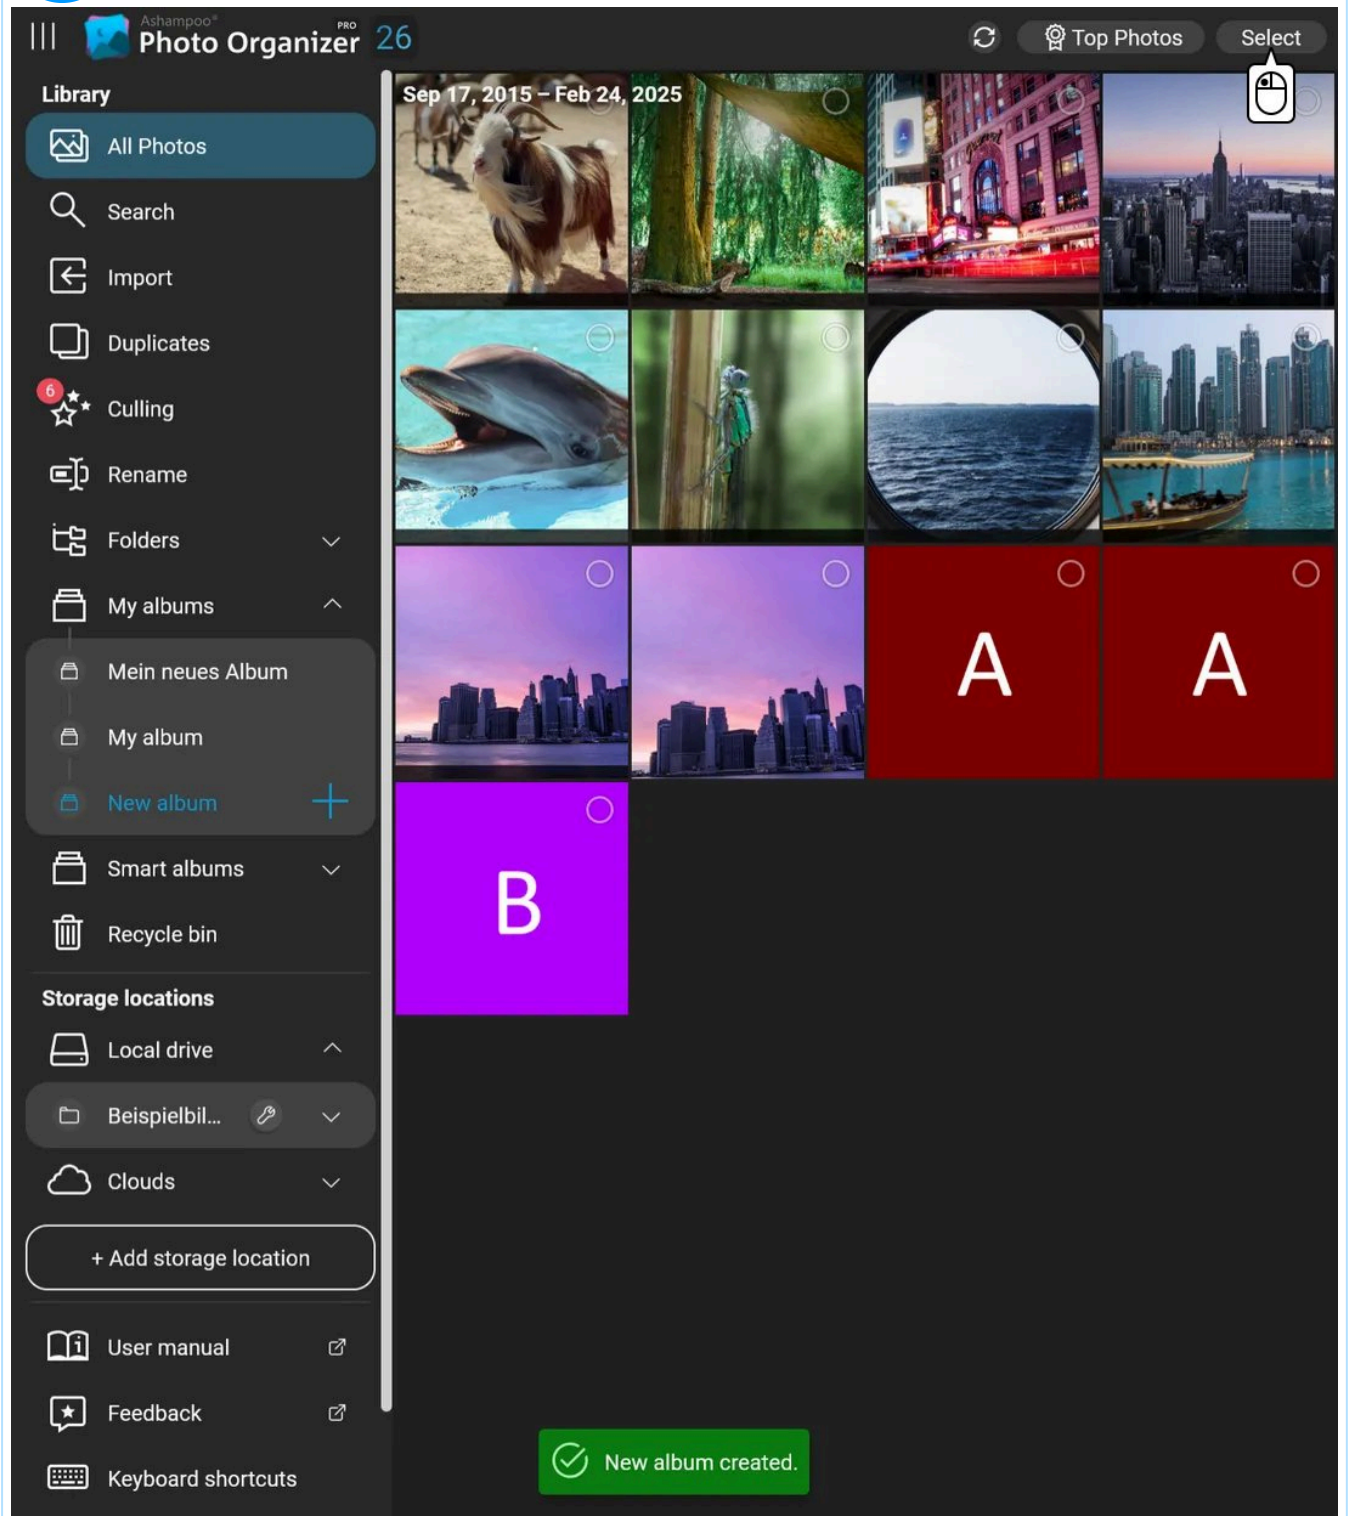 Ashampoo®
Photo Organizer PRO 26
Top Photos
Select
Library
All Photos
Search
Import
Duplicates
6
Culling
Rename
Folders
My albums
Mein neues Album
My album
New album
Smart albums
Recycle bin
Storage locations
Local drive
Beispielbil...
Clouds
+ Add storage location
User manual
Feedback
Keyboard shortcuts
Sep 17, 2015 – Feb 24, 2025
A
A
B
New album created.